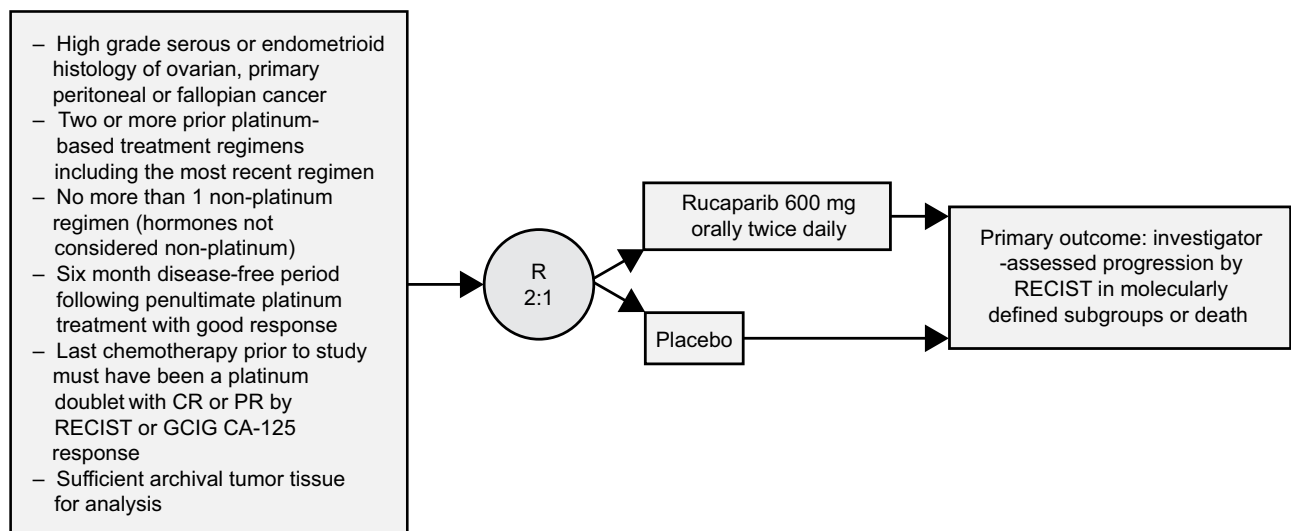 – High grade serous or endometrioid
histology of ovarian, primary
peritoneal or fallopian cancer
– Two or more prior platinum-
based treatment regimens
including the most recent regimen
– No more than 1 non-platinum
regimen (hormones not
considered non-platinum)
– Six month disease-free period
following penultimate platinum
treatment with good response
– Last chemotherapy prior to study
must have been a platinum
doublet with CR or PR by
RECIST or GCIG CA-125
response
– Sufficient archival tumor tissue
for analysis
R
2:1
Rucaparib 600 mg
orally twice daily
Placebo
Primary outcome: investigator
-assessed progression by
RECIST in molecularly
defined subgroups or death